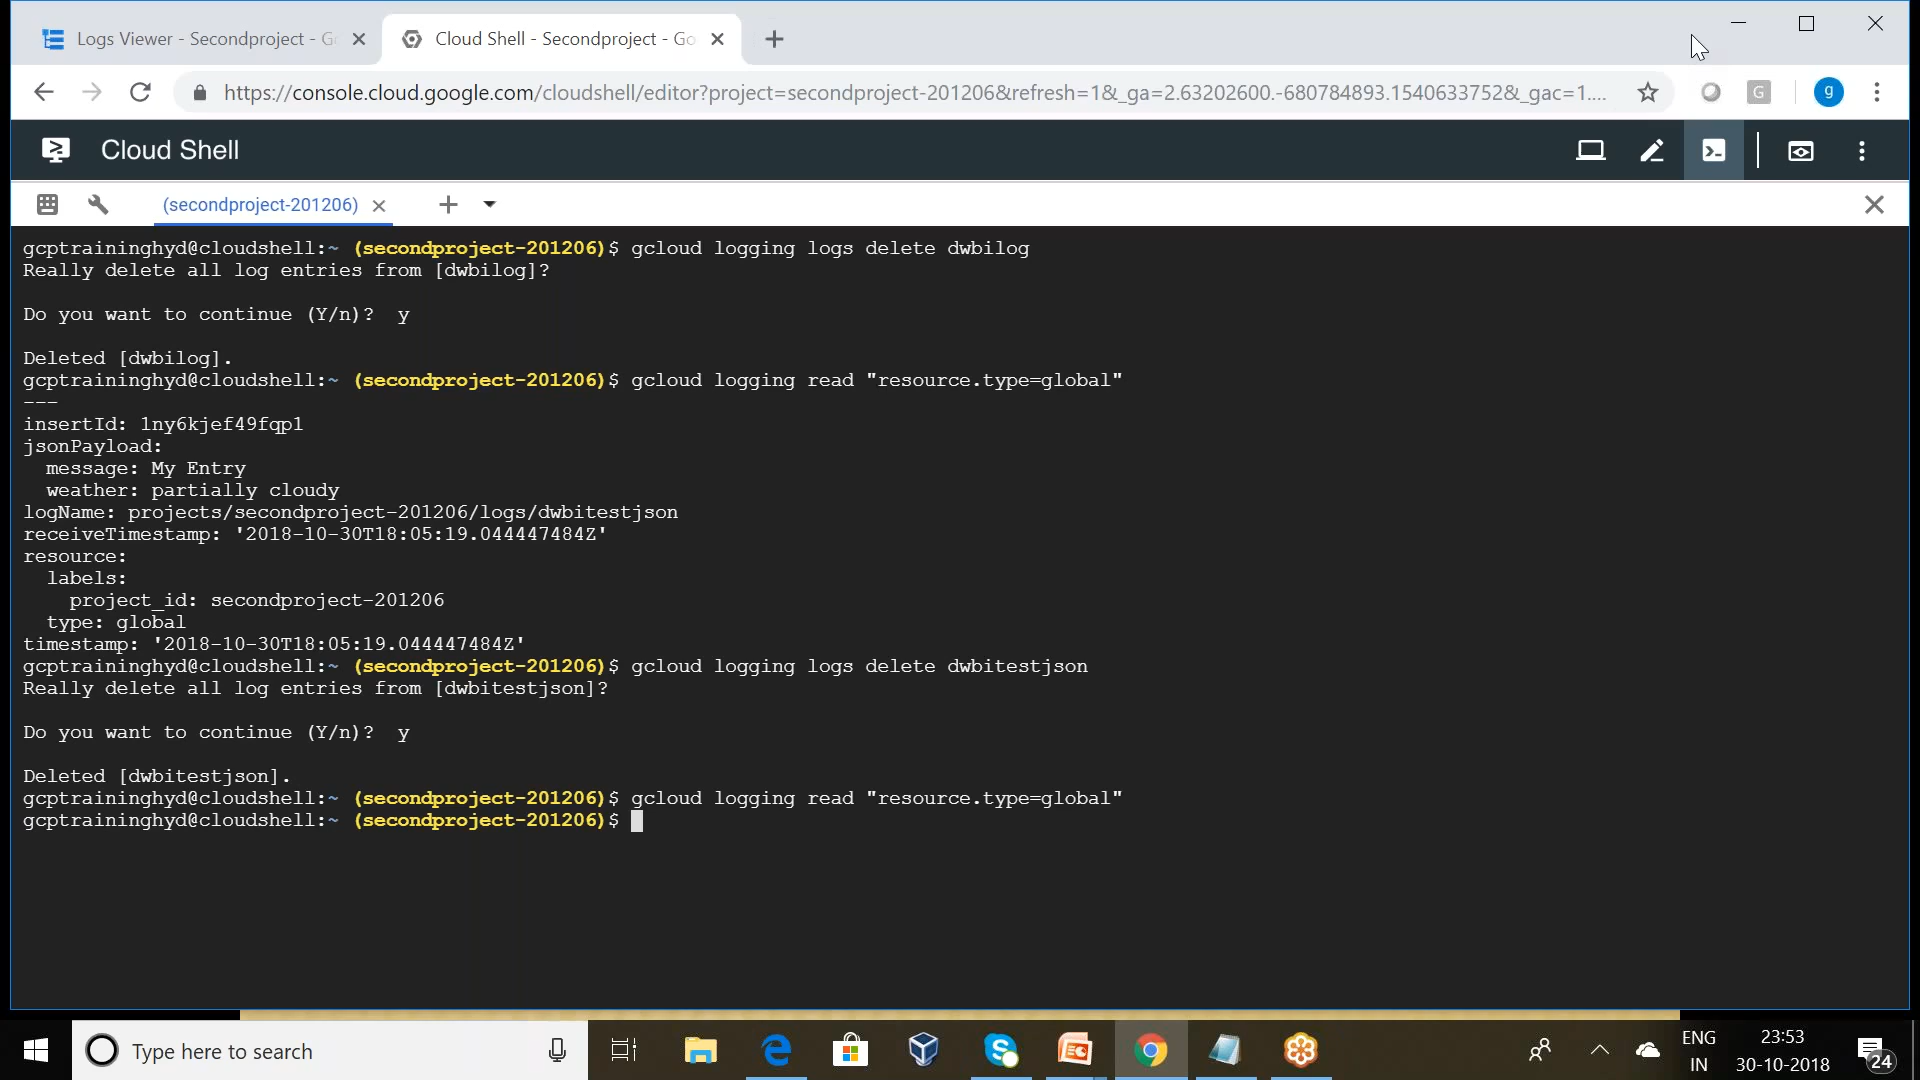 Logs Viewer - Secondproject - Go
Cloud Shell - Secondproject - Go
https://console.cloud.google.com/cloudshell/editor?project=secondproject-201206&refresh=1&_ga=2.63202600.-680784893.1540633752&_gac=1....
G
g
Cloud Shell
(secondproject-201206)
gcptraininghyd@cloudshell:~ (secondproject-201206)$ gcloud logging logs delete dwbilog
Really delete all log entries from [dwbilog]?
Do you want to continue (Y/n)?  y
Deleted [dwbilog].
gcptraininghyd@cloudshell:~ (secondproject-201206)$ gcloud logging read "resource.type=global"
---
insertId: 1ny6kjef49fqp1
jsonPayload:
  message: My Entry
  weather: partially cloudy
logName: projects/secondproject-201206/logs/dwbitestjson
receiveTimestamp: '2018-10-30T18:05:19.044447484Z'
resource:
  labels:
    project_id: secondproject-201206
  type: global
timestamp: '2018-10-30T18:05:19.044447484Z'
gcptraininghyd@cloudshell:~ (secondproject-201206)$ gcloud logging logs delete dwbitestjson
Really delete all log entries from [dwbitestjson]?
Do you want to continue (Y/n)?  y
Deleted [dwbitestjson].
gcptraininghyd@cloudshell:~ (secondproject-201206)$ gcloud logging read "resource.type=global"
gcptraininghyd@cloudshell:~ (secondproject-201206)$
Type here to search
ENG
IN
23:53
30-10-2018
24